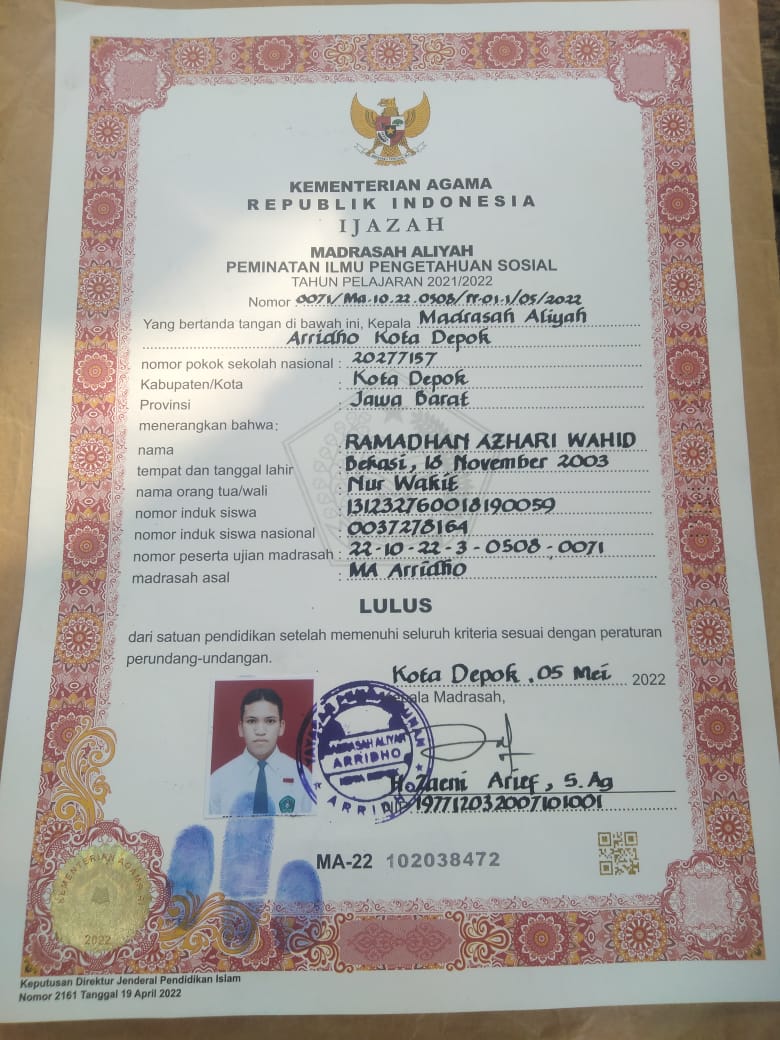 KEMENTERIAN AGAMA
REPUBLIK INDONESIA
IJAZAH
MADRASAH ALIYAH
PEMINATAN ILMU PENGETAHUAN SOSIAL
TAHUN PELAJARAN 2021/2022
Nomor 0071/Ma.10.22.0508/PP.01.1/05/2022
Yang bertanda tangan di bawah ini, Kepala Madrasah Aliyah
Arridho Kota Depok
nomor pokok sekolah nasional : 20277157
Kabupaten/Kota : Kota Depok
Provinsi : Jawa Barat
menerangkan bahwa:
nama : RAMADHAN AZHARI WAHID
tempat dan tanggal lahir : Bekasi, 18 November 2003
nama orang tua/wali : Nur Wakit
nomor induk siswa : 131232760018190059
nomor induk siswa nasional : 0037278164
nomor peserta ujian madrasah : 22-10-22-3-0508-0071
madrasah asal : MA Arridho
LULUS
dari satuan pendidikan setelah memenuhi seluruh kriteria sesuai dengan peraturan
perundang-undangan.
Kota Depok, 05 Mei 2022
Kepala Madrasah,
MADRASAH ALIYAH
ARRIDHO
KOTA DEPOK
ARRIDHO
H. Zaeni Arief, S.Ag
197712032007101001
MA-22 102038472
KEMENTERIAN AGAMA RI
2022
Keputusan Direktur Jenderal Pendidikan Islam
Nomor 2161 Tanggal 19 April 2022